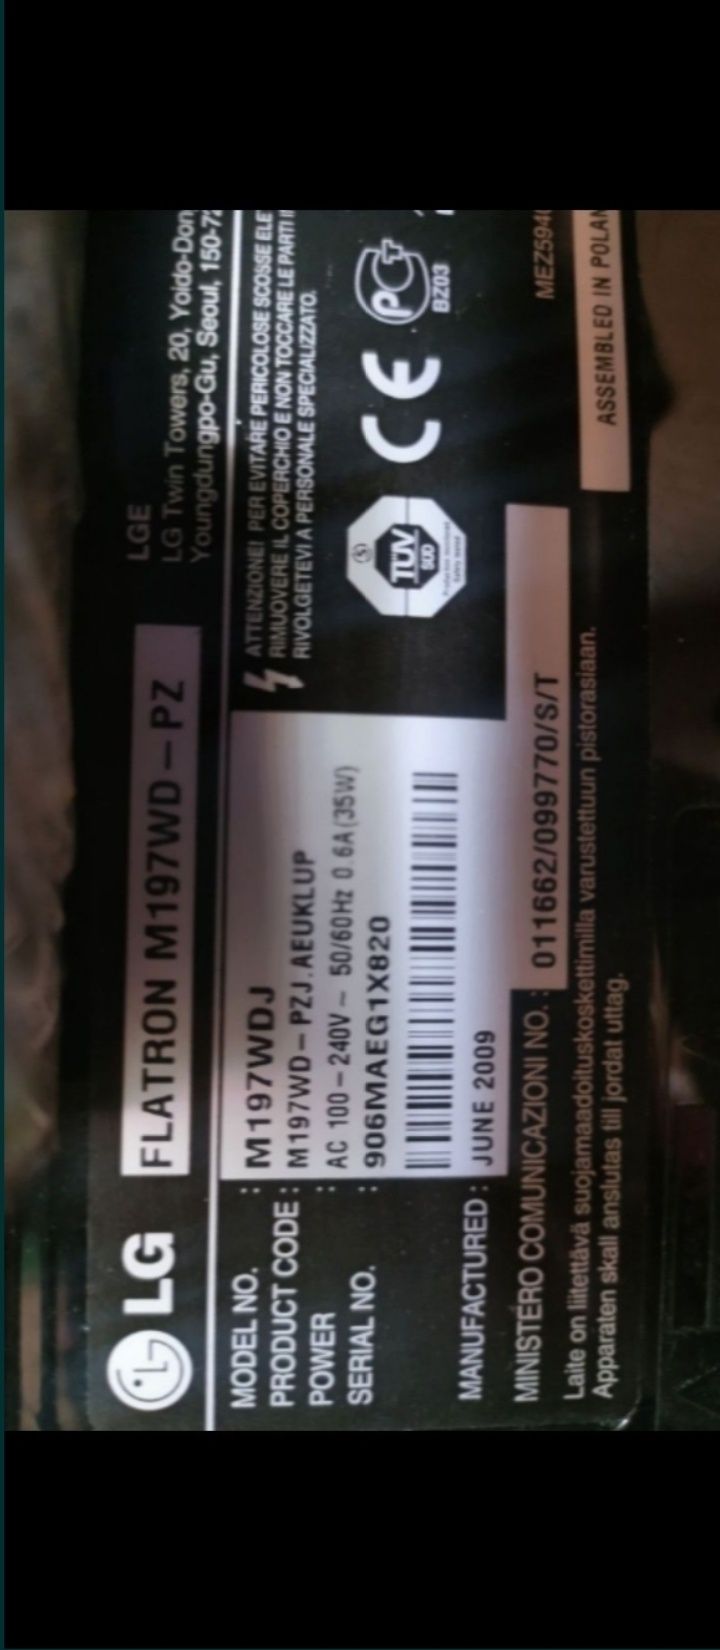 LG FLATRON M197WD-PZ
LGE
LG Twin Towers, 20, Yoido-Don
Youngdungpo-Gu, Seoul, 150-72
MODEL NO. : M197WDJ
PRODUCT CODE : M197WD-PZJ.AEUKLUP
POWER : AC 100-240V~ 50/60Hz 0.6A(35W)
SERIAL NO. : 906MAEG1X820
MANUFACTURED : JUNE 2009
ATTENZIONE! PER EVITARE PERICOLOSE SCOSSE ELE
RIMUOVERE IL COPERCHIO E NON TOCCARE LE PARTI I
RIVOLGETEVI A PERSONALE SPECIALIZZATO.
TÜV
SÜD
CE
PCT
BZ03
MINISTERO COMUNICAZIONI NO. : 011662/099770/S/T
MEZ594
Laite on liitettävä suojamaadoituskoskettimilla varustettuun pistorasiaan.
Apparaten skall anslutas till jordat uttag.
ASSEMBLED IN POLAN